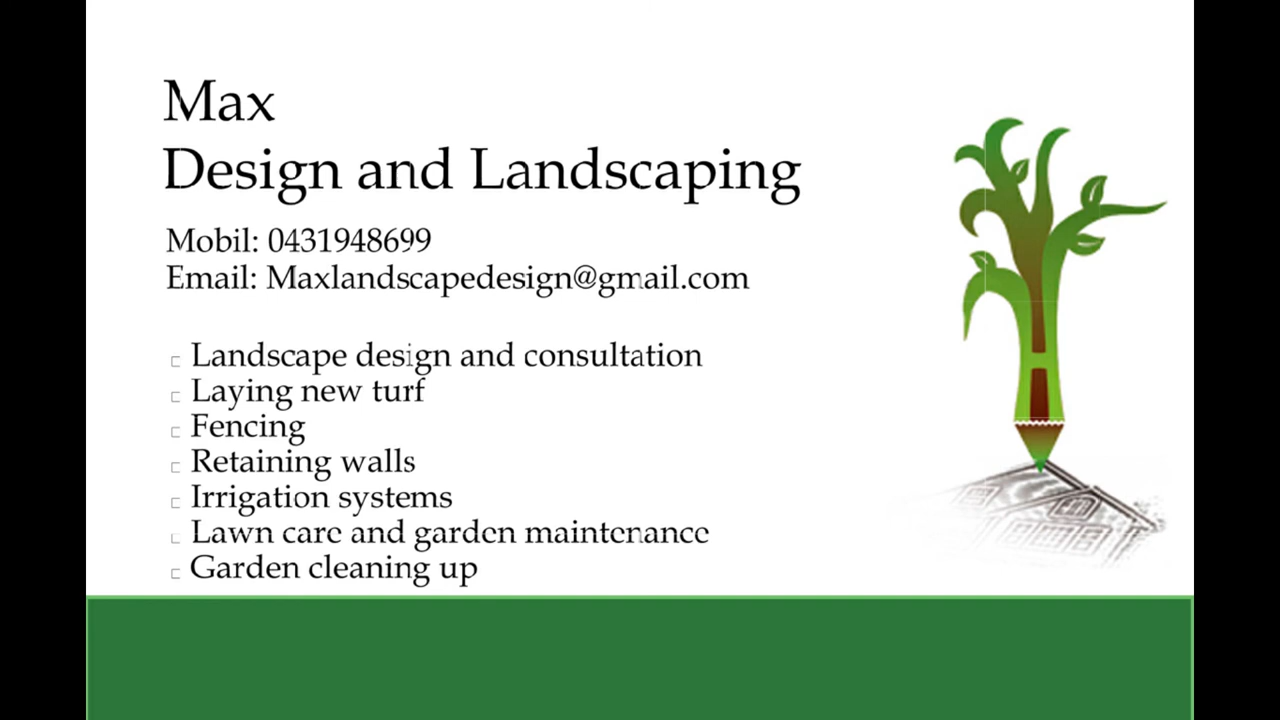 Max
Design and Landscaping
Mobil: 0431948699
Email: Maxlandscapedesign@gmail.com
Landscape design and consultation
Laying new turf
Fencing
Retaining walls
Irrigation systems
Lawn care and garden maintenance
Garden cleaning up